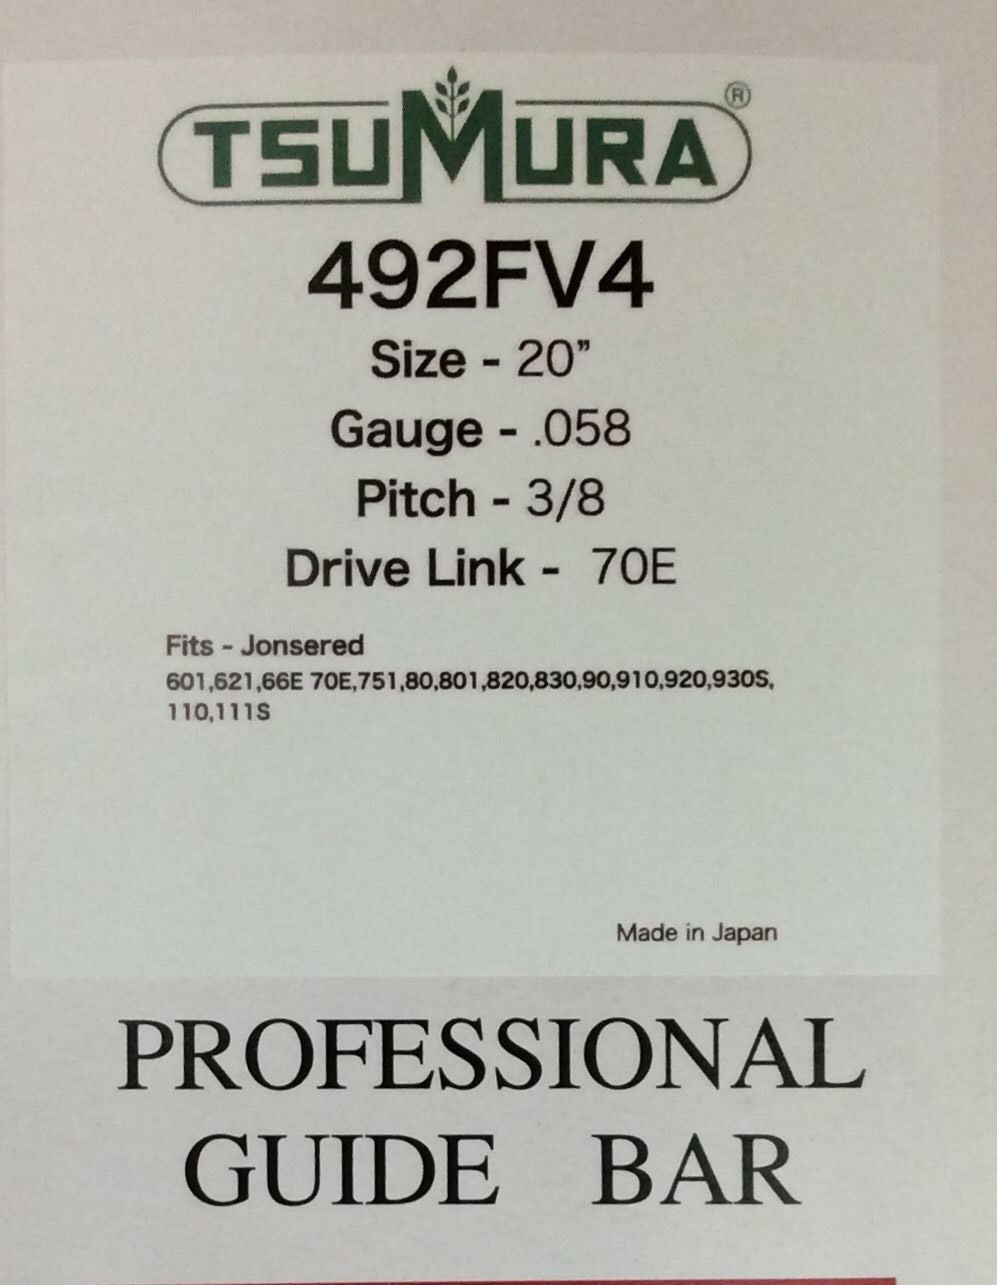 TSUMURA®
492FV4
Size - 20”
Gauge - .058
Pitch - 3/8
Drive Link - 70E
Fits - Jonsered
601,621,66E 70E,751,80,801,820,830,90,910,920,930S,
110,111S
Made in Japan
PROFESSIONAL
GUIDE BAR